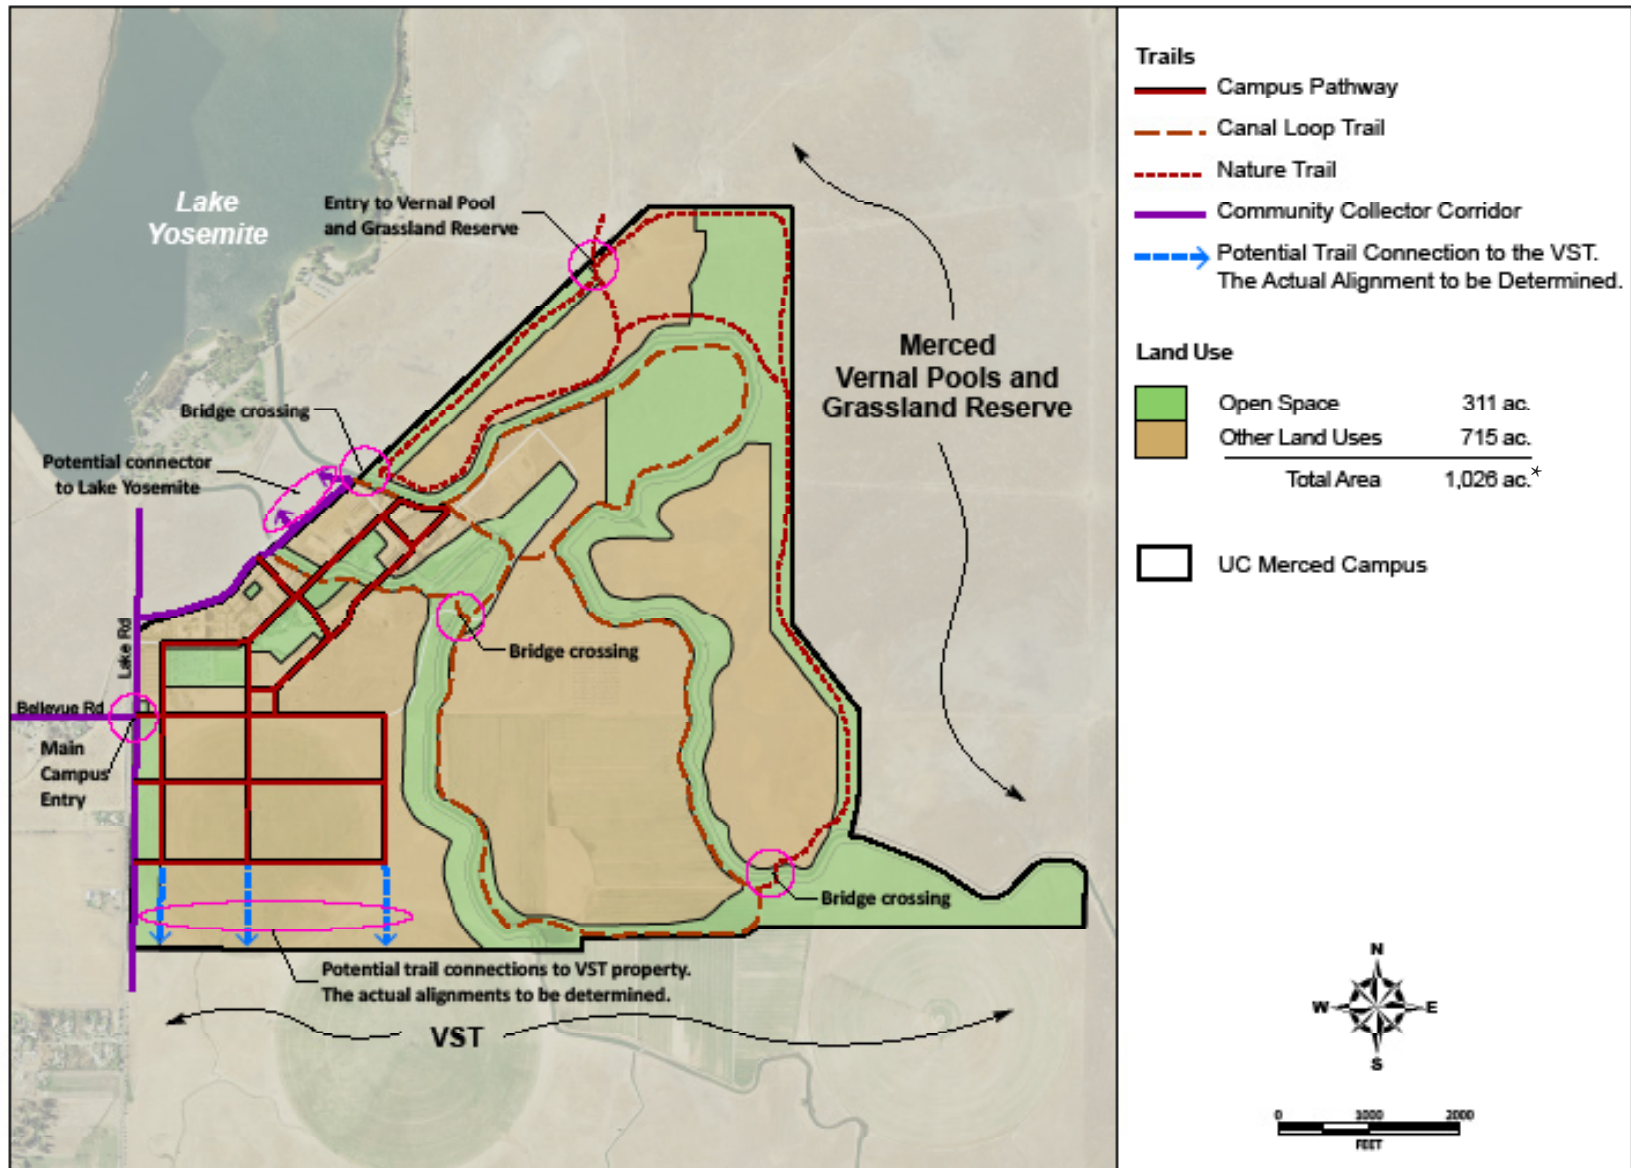 Lake
Yosemite
Entry to Vernal Pool
and Grassland Reserve
Merced
Vernal Pools and
Grassland Reserve
Bridge crossing
Potential connector
to Lake Yosemite
Bridge crossing
Lake Rd
Bellevue Rd
Main
Campus
Entry
Bridge crossing
Potential trail connections to VST property.
The actual alignments to be determined.
VST
Trails
Campus Pathway
Canal Loop Trail
Nature Trail
Community Collector Corridor
Potential Trail Connection to the VST.
The Actual Alignment to be Determined.
Land Use
Open Space 311 ac.
Other Land Uses 715 ac.
Total Area 1,026 ac.*
UC Merced Campus
N
W E
S
0 1000 2000
FEET